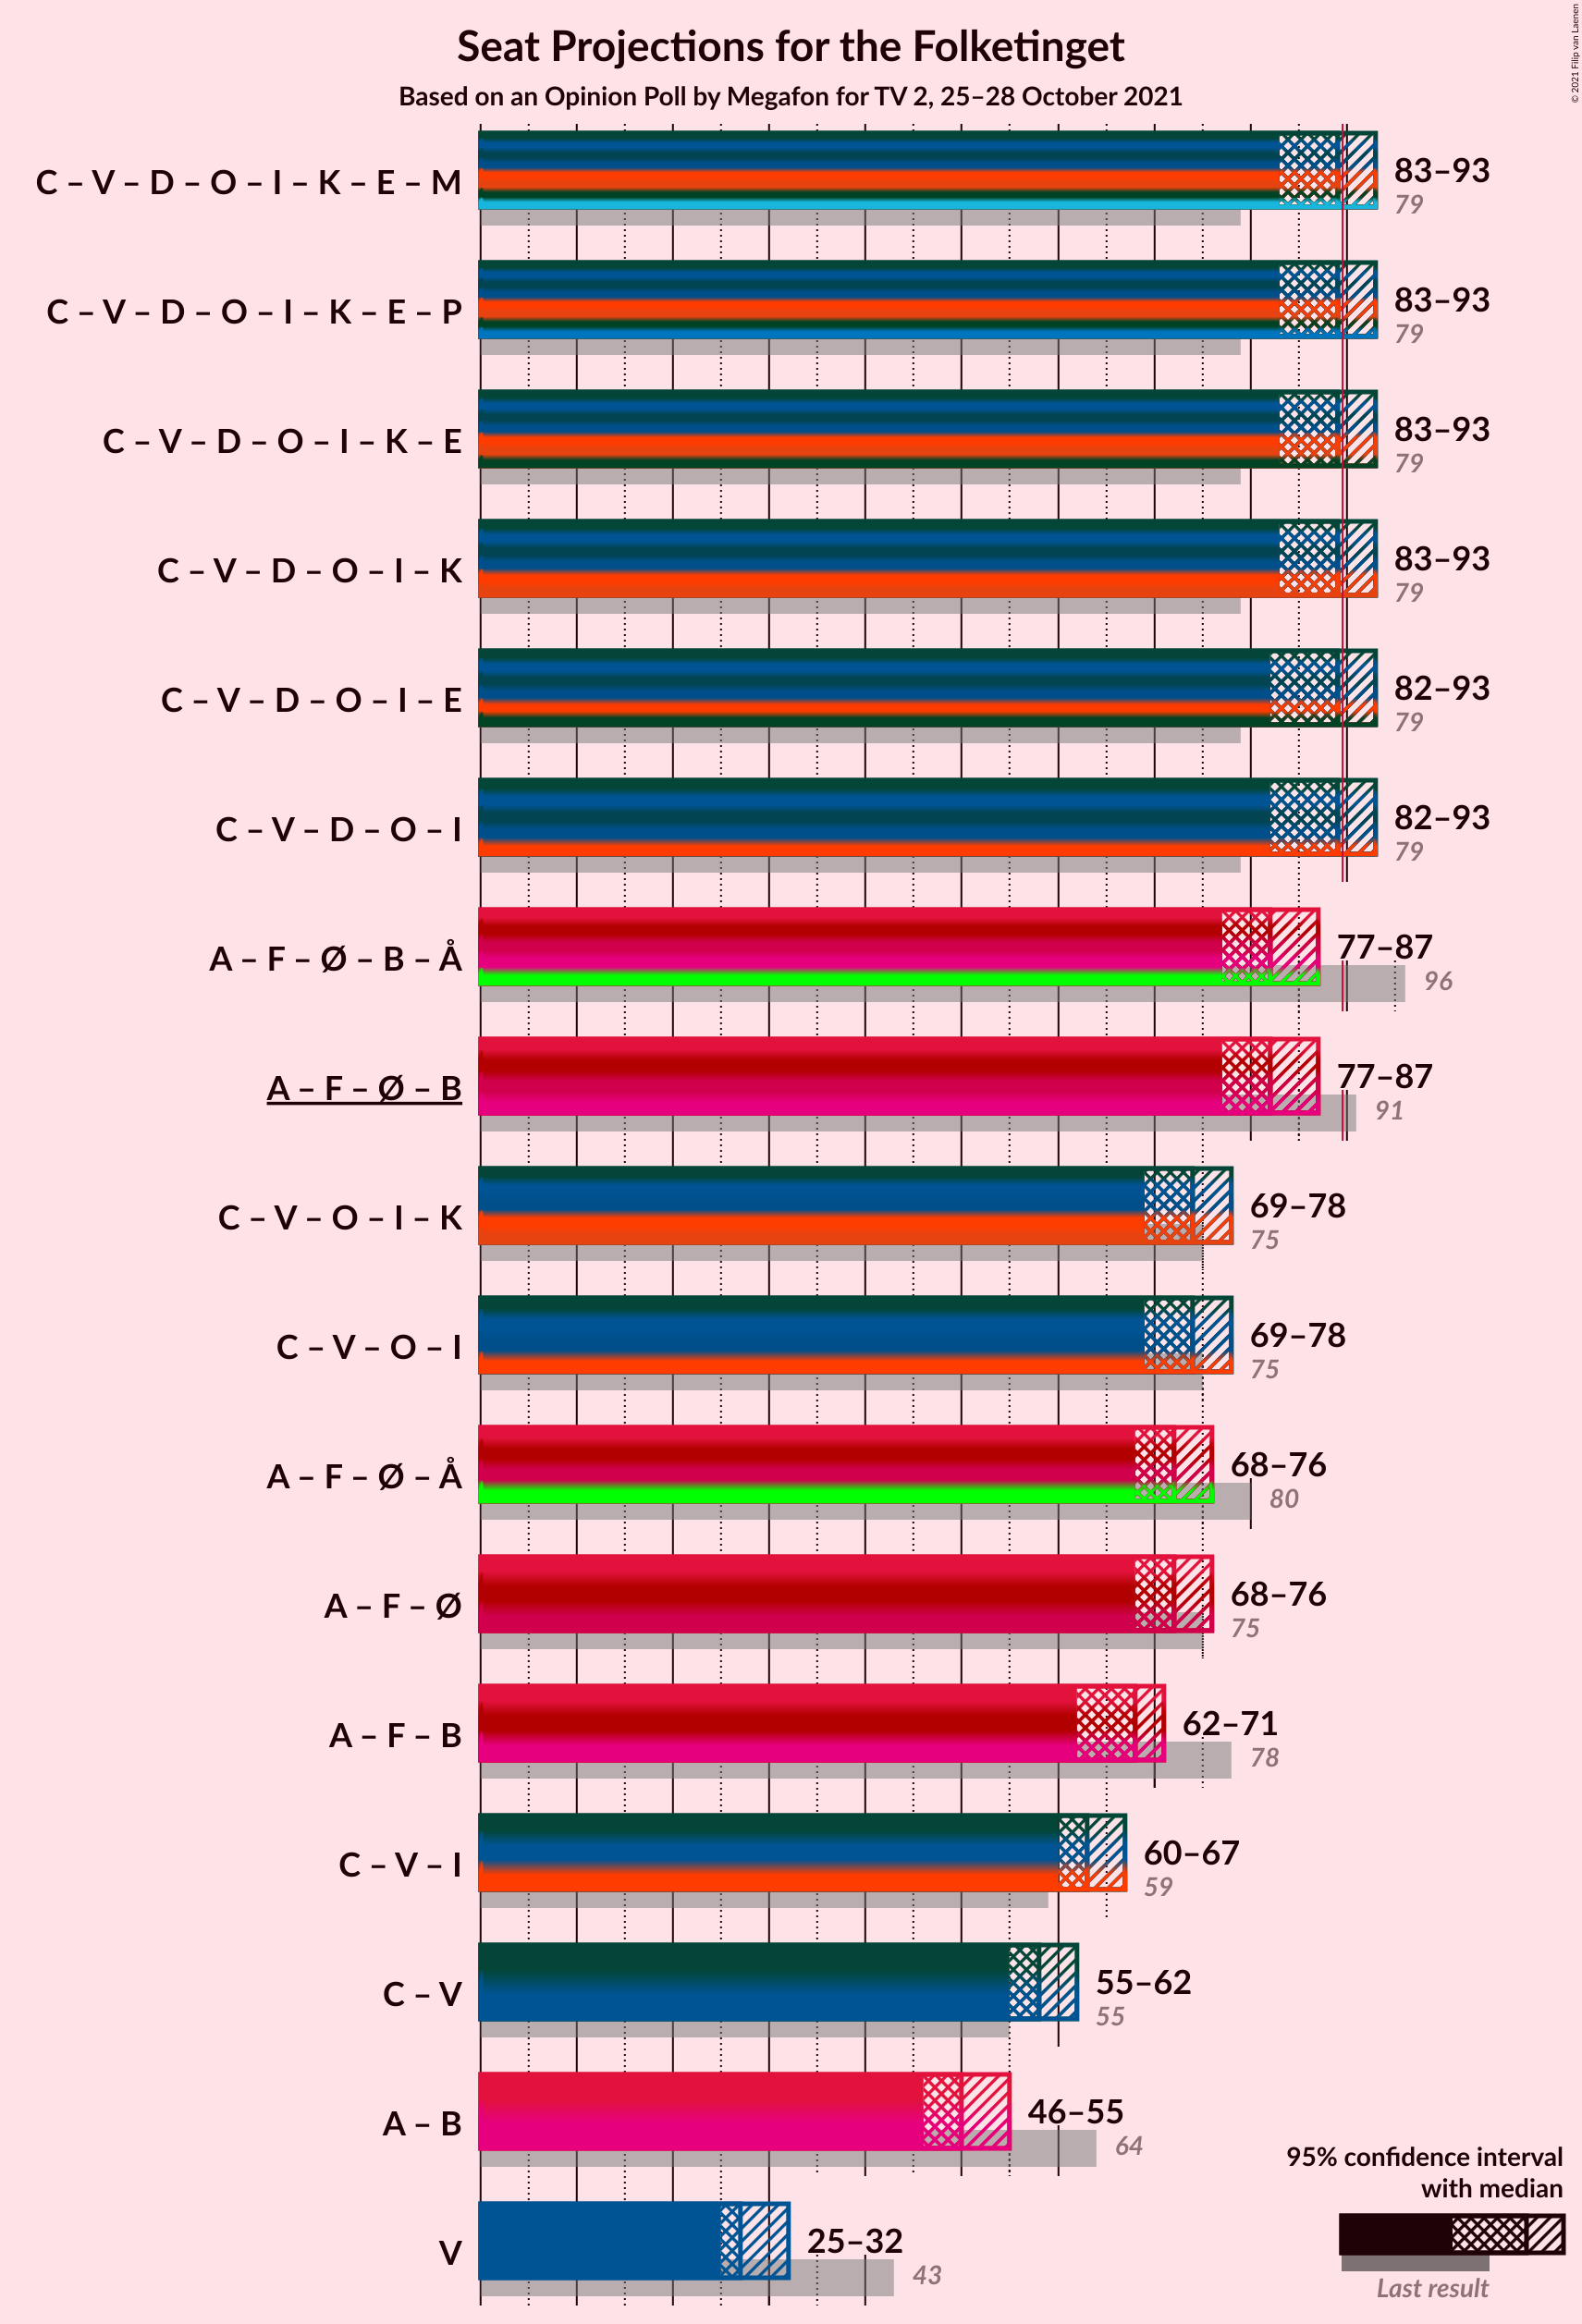 Seat Projections for the Folketinget
Based on an Opinion Poll by Megafon for TV 2, 25–28 October 2021
© 2021 Filip van Laenen
C – V – D – O – I – K – E – M
83–93
79
C – V – D – O – I – K – E – P
83–93
79
C – V – D – O – I – K – E
83–93
79
C – V – D – O – I – K
83–93
79
C – V – D – O – I – E
82–93
79
C – V – D – O – I
82–93
79
A – F – Ø – B – Å
77–87
96
A – F – Ø – B
77–87
91
C – V – O – I – K
69–78
75
C – V – O – I
69–78
75
A – F – Ø – Å
68–76
80
A – F – Ø
68–76
75
A – F – B
62–71
78
C – V – I
60–67
59
C – V
55–62
55
A – B
46–55
64
V
25–32
43
95% confidence interval
with median
Last result